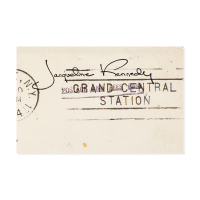 N.Y.
Jacqueline Kennedy
GRAND CENTRAL
STATION